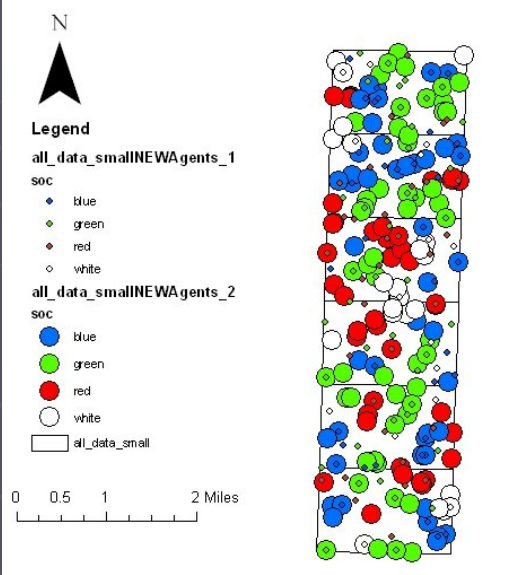 N
Legend
all_data_smallNEWAgents_1
soc
blue
green
red
white
all_data_smallNEWAgents_2
soc
blue
green
red
white
all_data_small
0 0.5 1 2 Miles